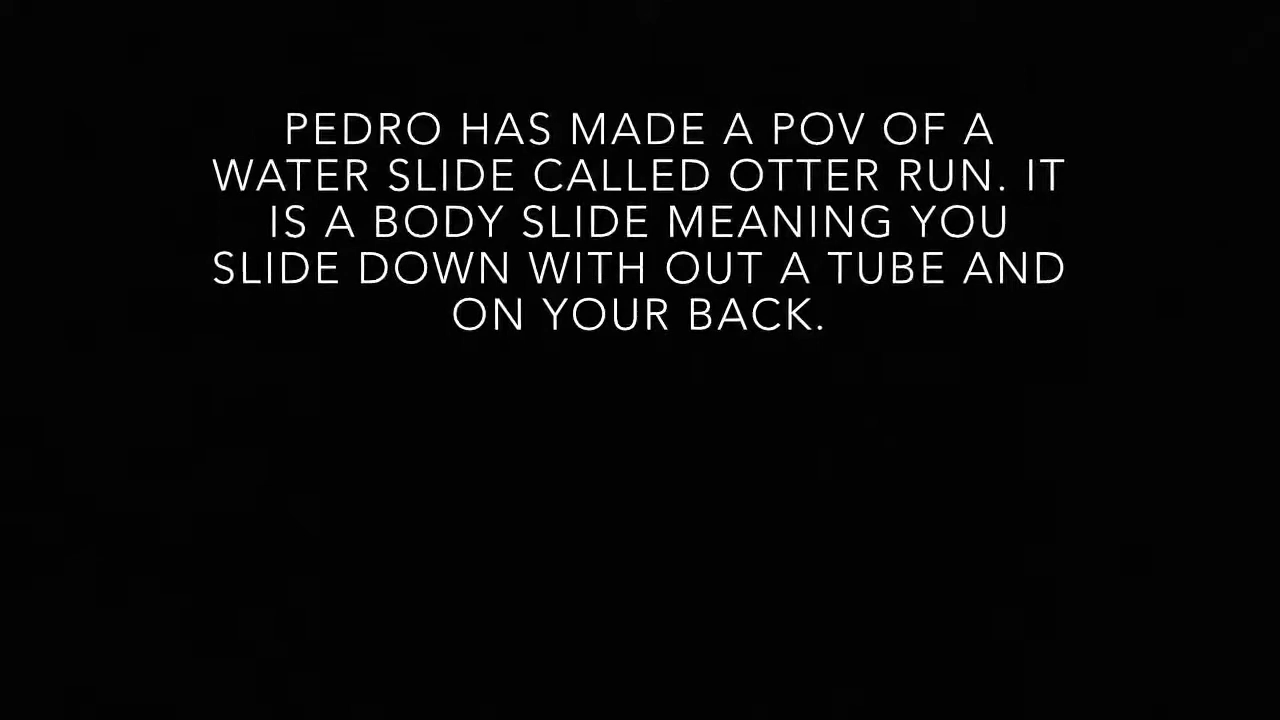 PEDRO HAS MADE A POV OF A
WATER SLIDE CALLED OTTER RUN. IT
IS A BODY SLIDE MEANING YOU
SLIDE DOWN WITH OUT A TUBE AND
ON YOUR BACK.